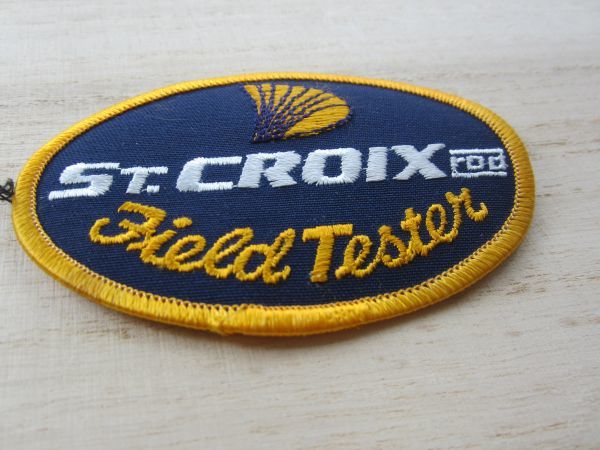 ST. CROIX rod
Field Tester